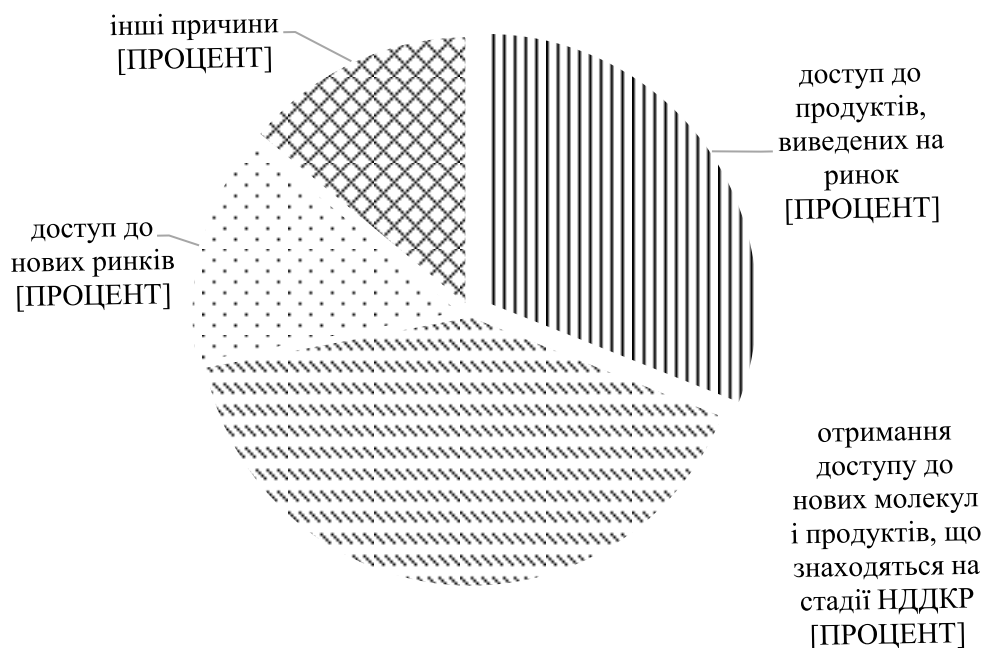 інші причини
[ПРОЦЕНТ]
доступ до
продуктів,
виведених на
ринок
[ПРОЦЕНТ]
доступ до
нових ринків
[ПРОЦЕНТ]
отримання
доступу до
нових молекул
і продуктів, що
знаходяться на
стадії НДДКР
[ПРОЦЕНТ]